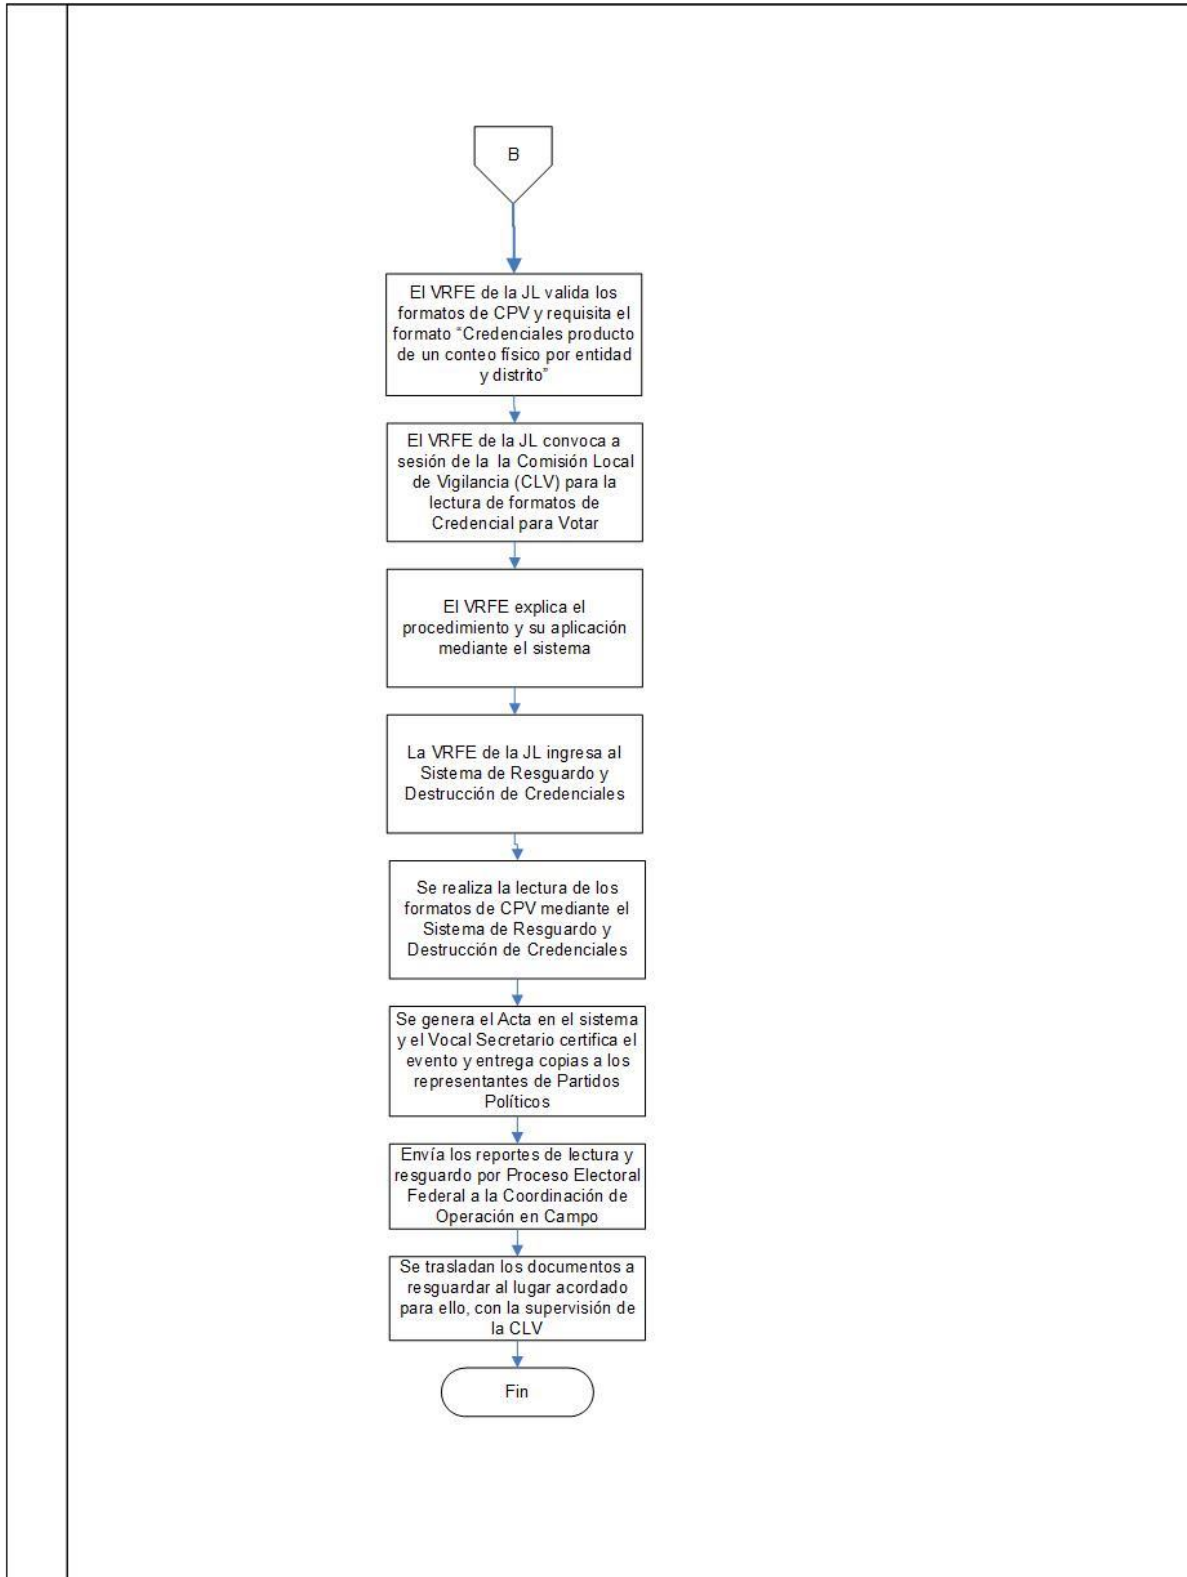 B
El VRFE de la JL valida los
formatos de CPV y requisita el
formato “Credenciales producto
de un conteo físico por entidad
y distrito”
El VRFE de la JL convoca a
sesión de la la Comisión Local
de Vigilancia (CLV) para la
lectura de formatos de
Credencial para Votar
El VRFE explica el
procedimiento y su aplicación
mediante el sistema
La VRFE de la JL ingresa al
Sistema de Resguardo y
Destrucción de Credenciales
Se realiza la lectura de los
formatos de CPV mediante el
Sistema de Resguardo y
Destrucción de Credenciales
Se genera el Acta en el sistema
y el Vocal Secretario certifica el
evento y entrega copias a los
representantes de Partidos
Políticos
Envía los reportes de lectura y
resguardo por Proceso Electoral
Federal a la Coordinación de
Operación en Campo
Se trasladan los documentos a
resguardar al lugar acordado
para ello, con la supervisión de
la CLV
Fin